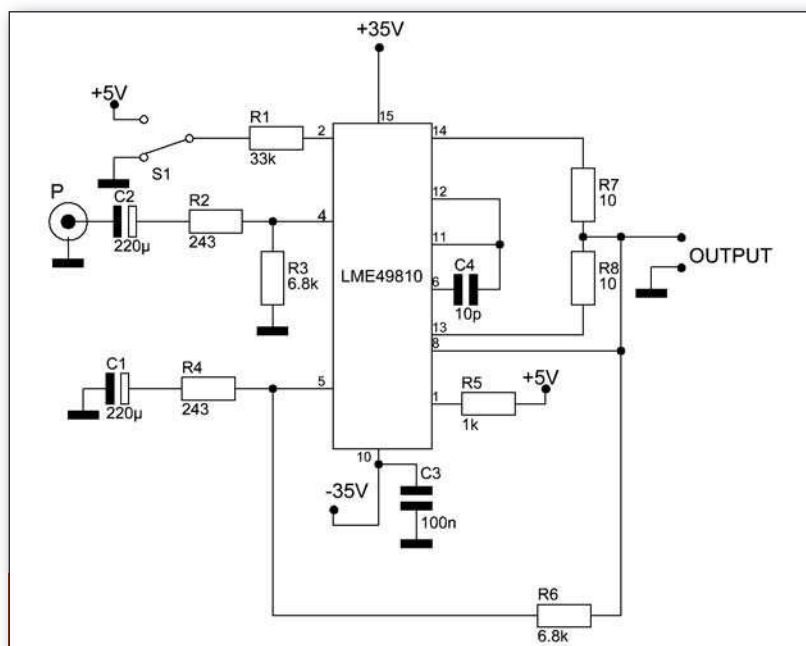 +35V
+5V
15
R1
2
14
33k
S1
R7
10
P
C2
R2
12
4
220µ
243
11
OUTPUT
R3
6.8k
LME49810
C4
R8
10
6
10p
13
8
C1
R4
5
R5
+5V
220µ
243
1
1k
10
C3
-35V
100n
R6
6.8k